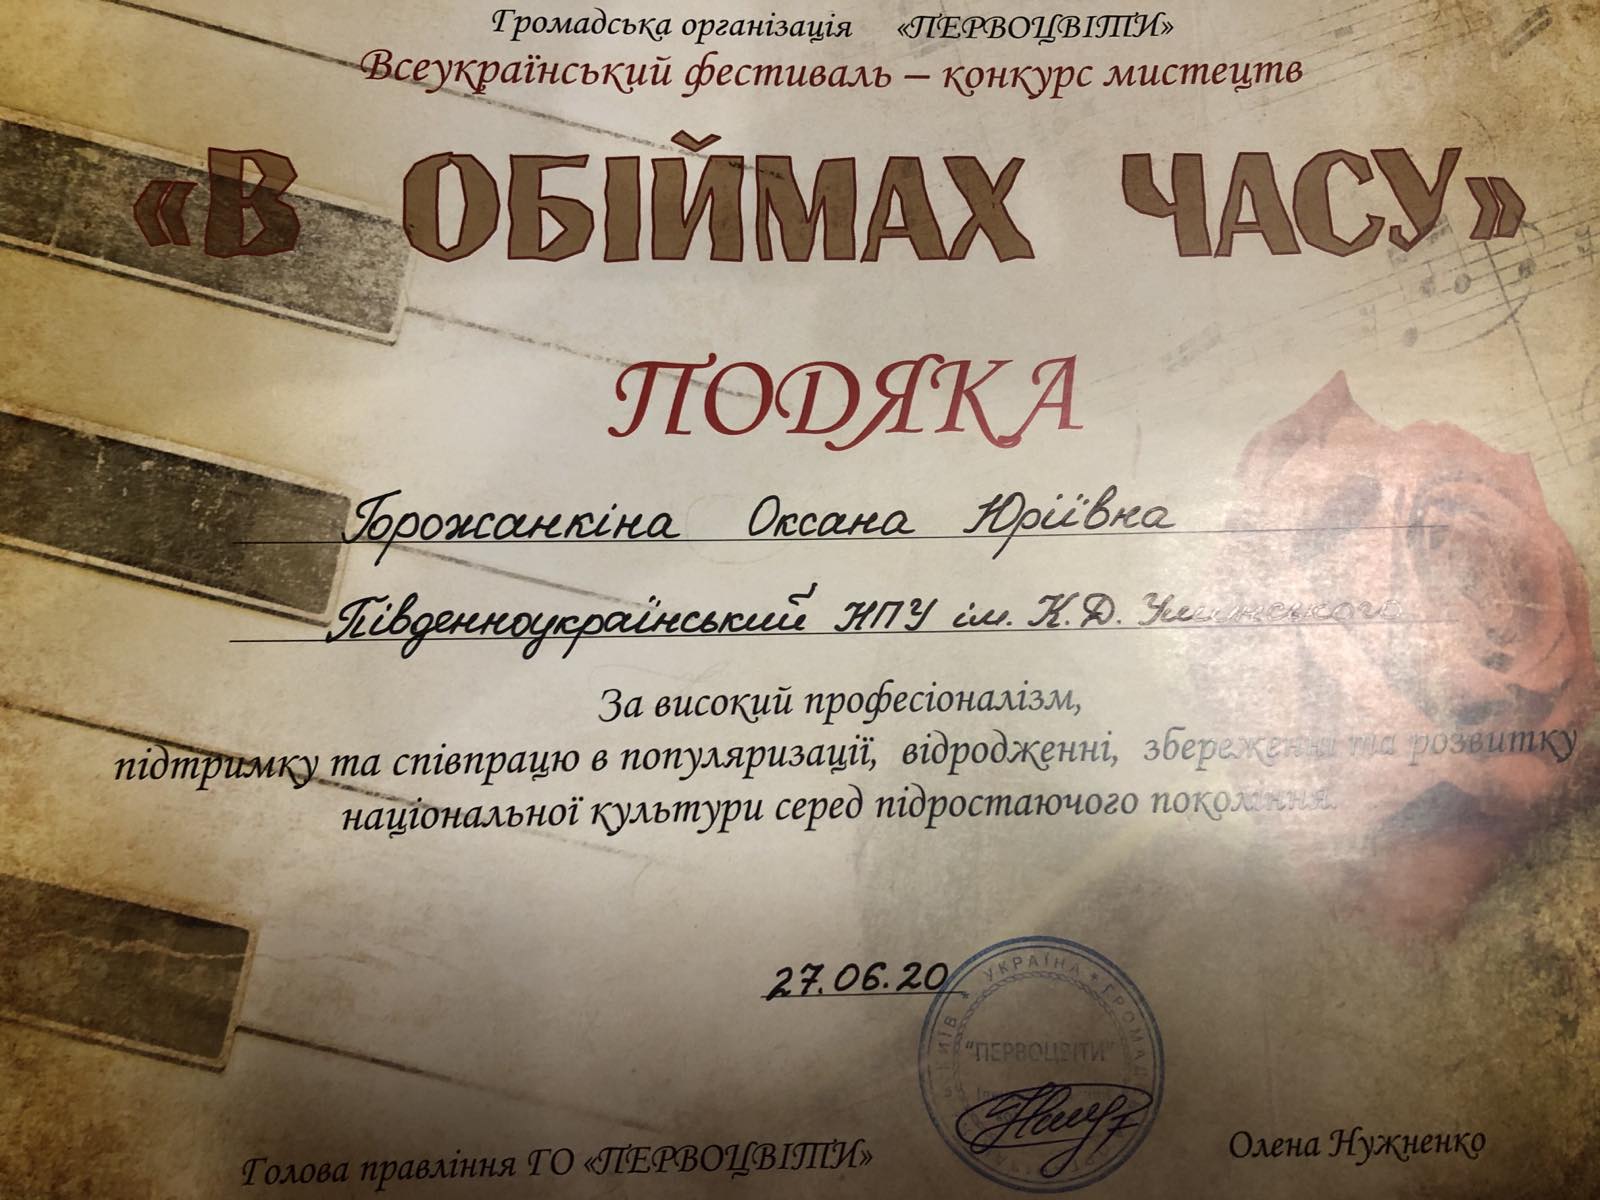 Громадська організація «ПЕРВОЦВІТИ»
Всеукраїнський фестиваль – конкурс мистецтв
«В ОБІЙМАХ ЧАСУ»
ПОДЯКА
Горожанкіна Оксана Юріївна
Південноукраїнський НПУ ім. К.Д. Ушинського
За високий професіоналізм,
підтримку та співпрацю в популяризації, відродженні, збереженні та розвитку
національної культури серед підростаючого покоління.
27.06.20
УКРАЇНА
"ПЕРВОЦВІТИ"
Голова правління ГО «ПЕРВОЦВІТИ»
Олена Нужненко